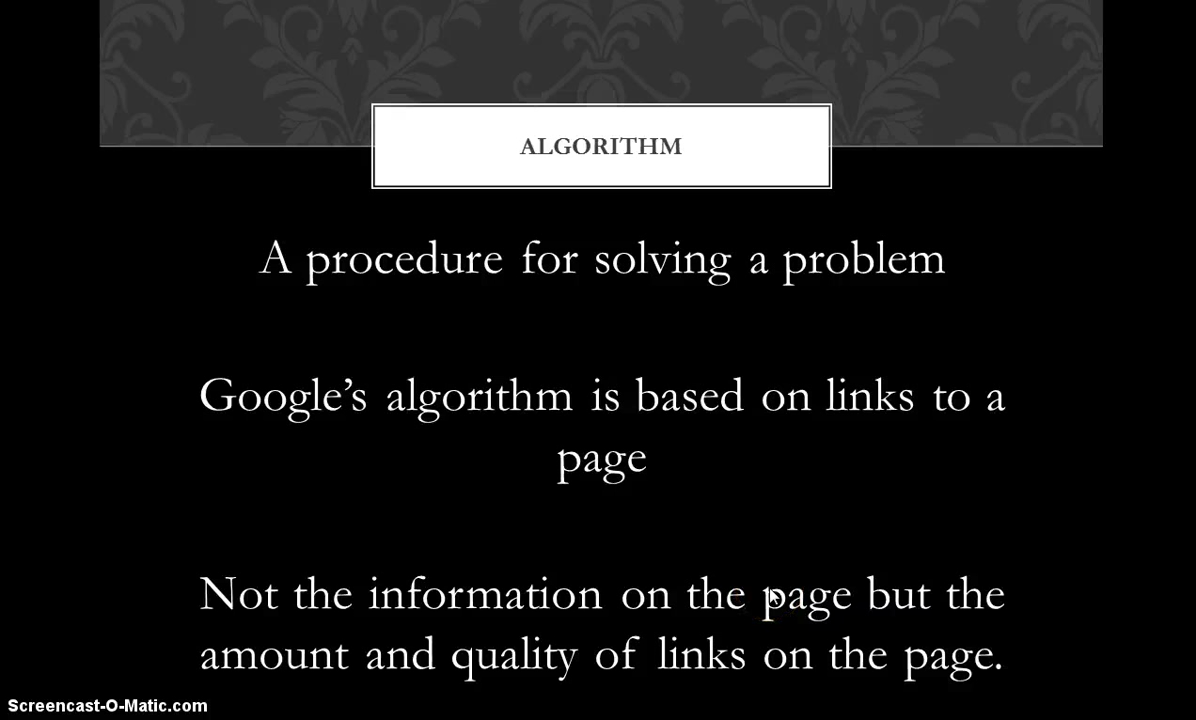 ALGORITHM
A procedure for solving a problem
Google’s algorithm is based on links to a
page
Not the information on the page but the
amount and quality of links on the page.
Screencast-O-Matic.com